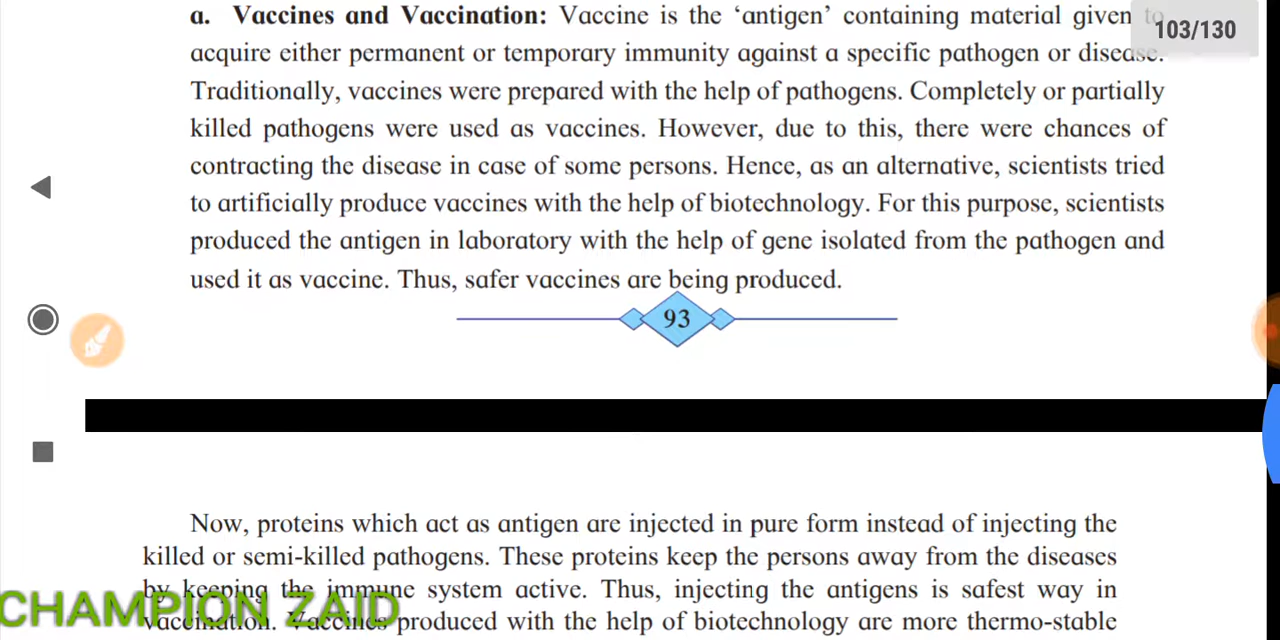 a. Vaccines and Vaccination: Vaccine is the ‘antigen’ containing material given to
103/130
acquire either permanent or temporary immunity against a specific pathogen or disease.
Traditionally, vaccines were prepared with the help of pathogens. Completely or partially
killed pathogens were used as vaccines. However, due to this, there were chances of
contracting the disease in case of some persons. Hence, as an alternative, scientists tried
to artificially produce vaccines with the help of biotechnology. For this purpose, scientists
produced the antigen in laboratory with the help of gene isolated from the pathogen and
used it as vaccine. Thus, safer vaccines are being produced.
93
Now, proteins which act as antigen are injected in pure form instead of injecting the
killed or semi-killed pathogens. These proteins keep the persons away from the diseases
by keeping the immune system active. Thus, injecting the antigens is safest way in
CHAMPION ZAID
vaccination. Vaccines produced with the help of biotechnology are more thermo-stable